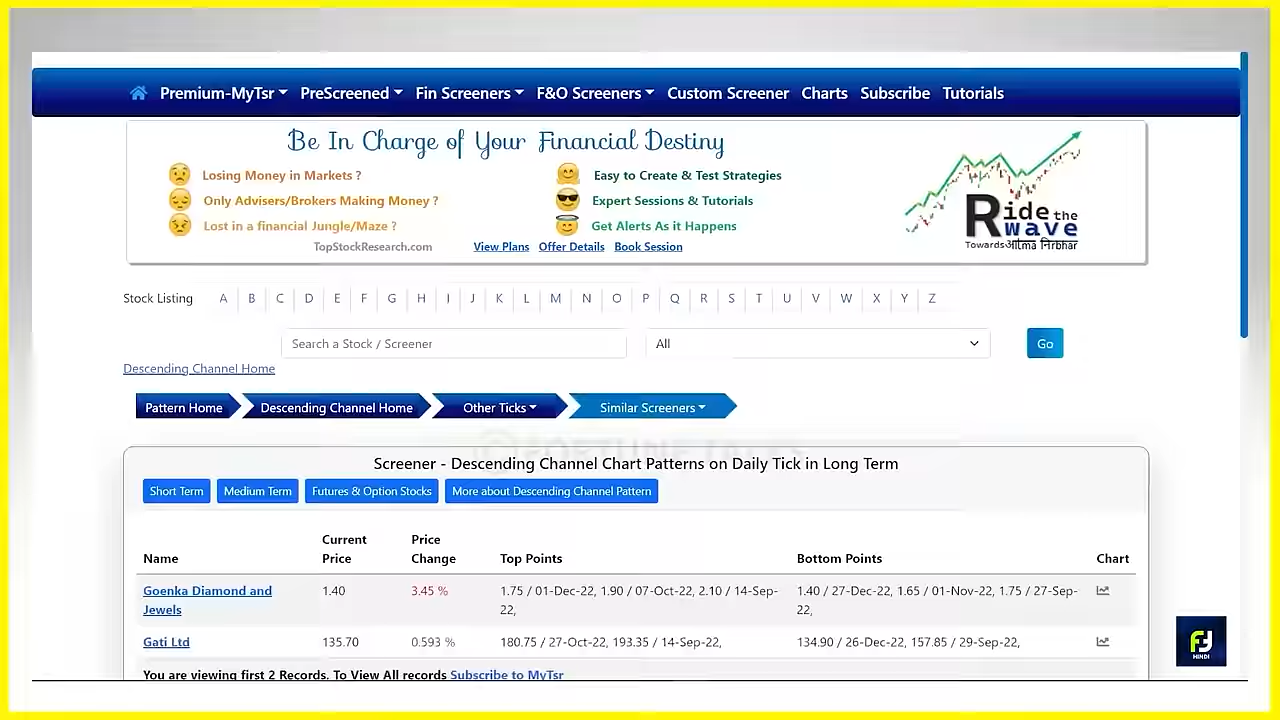 Premium-MyTsr PreScreened Fin Screeners F&O Screeners Custom Screener Charts Subscribe Tutorials
Be In Charge of Your Financial Destiny
Losing Money in Markets ? Easy to Create & Test Strategies
Only Advisers/Brokers Making Money ? Expert Sessions & Tutorials
Lost in a financial Jungle/Maze ? Get Alerts As it Happens
TopStockResearch.com View Plans Offer Details Book Session
Ride the
wave
Towards आत्मा निरभार
Stock Listing A B C D E F G H I J K L M N O P Q R S T U V W X Y Z
Search a Stock / Screener All Go
Descending Channel Home
Pattern Home Descending Channel Home Other Ticks Similar Screeners
Screener - Descending Channel Chart Patterns on Daily Tick in Long Term
Short Term Medium Term Futures & Option Stocks More about Descending Channel Pattern
Name Current Price Price Change Top Points Bottom Points Chart
Goenka Diamond and 1.40 3.45 % 1.75 / 01-Dec-22, 1.90 / 07-Oct-22, 2.10 / 14-Sep- 1.40 / 27-Dec-22, 1.65 / 01-Nov-22, 1.75 / 27-Sep-
Jewels 22, 22,
Gati Ltd 135.70 0.593 % 180.75 / 27-Oct-22, 193.35 / 14-Sep-22, 134.90 / 26-Dec-22, 157.85 / 29-Sep-22,
You are viewing first 2 Records. To View All records Subscribe to MyTsr
HINDI